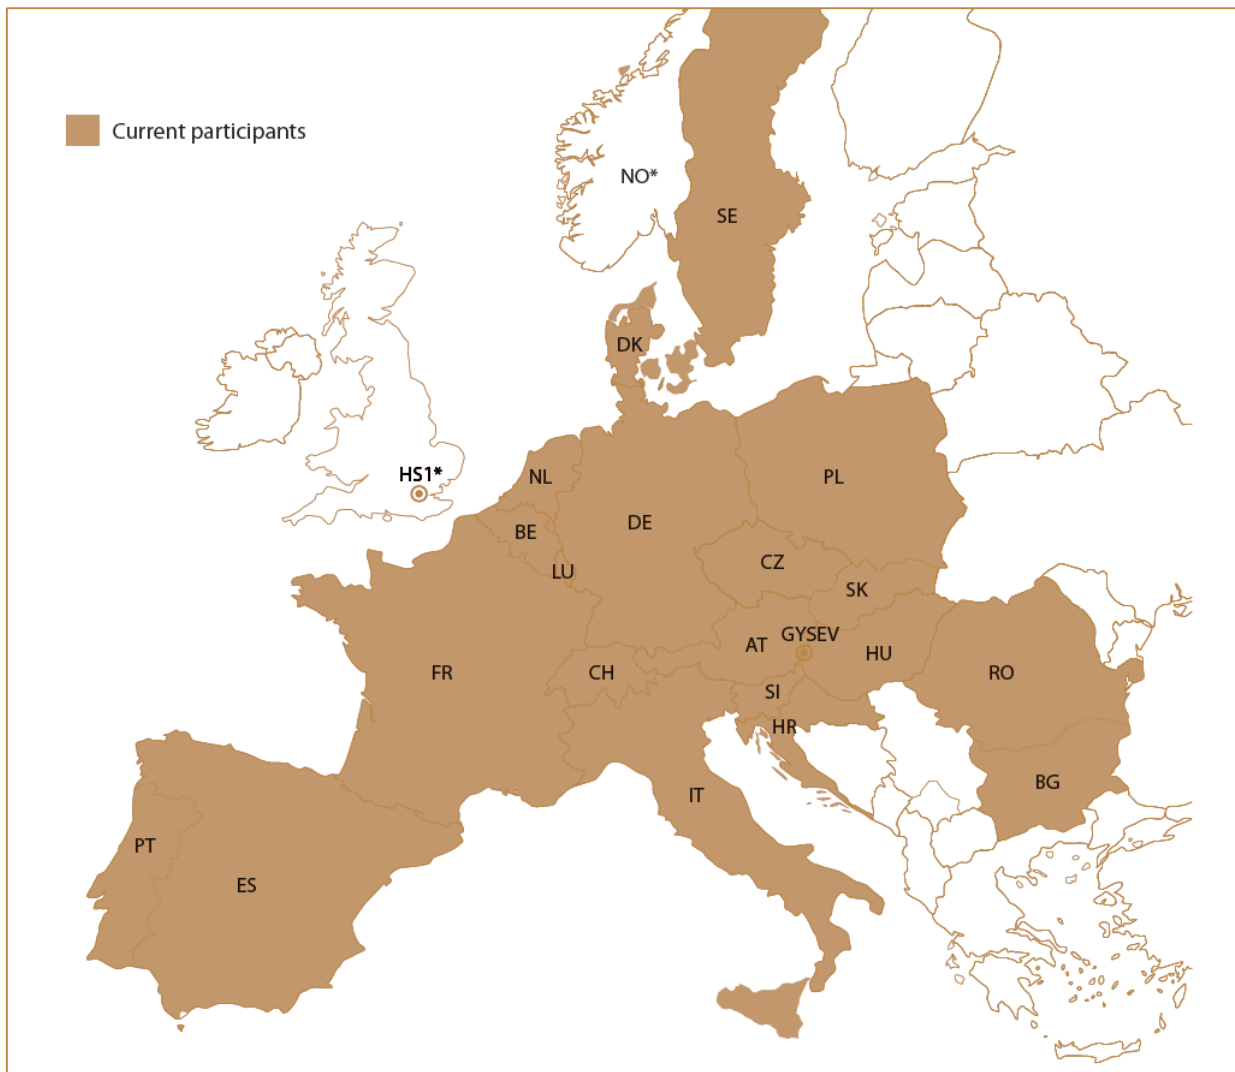 Current participants
NO*
SE
DK
HS1*
NL
PL
BE
DE
LU
CZ
SK
AT
GYSEV
HU
FR
CH
RO
SI
HR
BG
IT
PT
ES